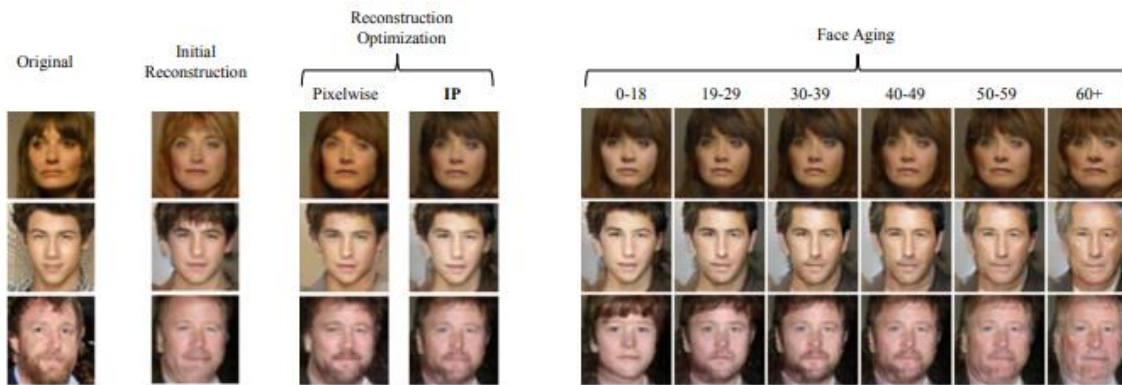 Original
Initial
Reconstruction
Reconstruction
Optimization
Pixelwise
IP
Face Aging
0-18
19-29
30-39
40-49
50-59
60+